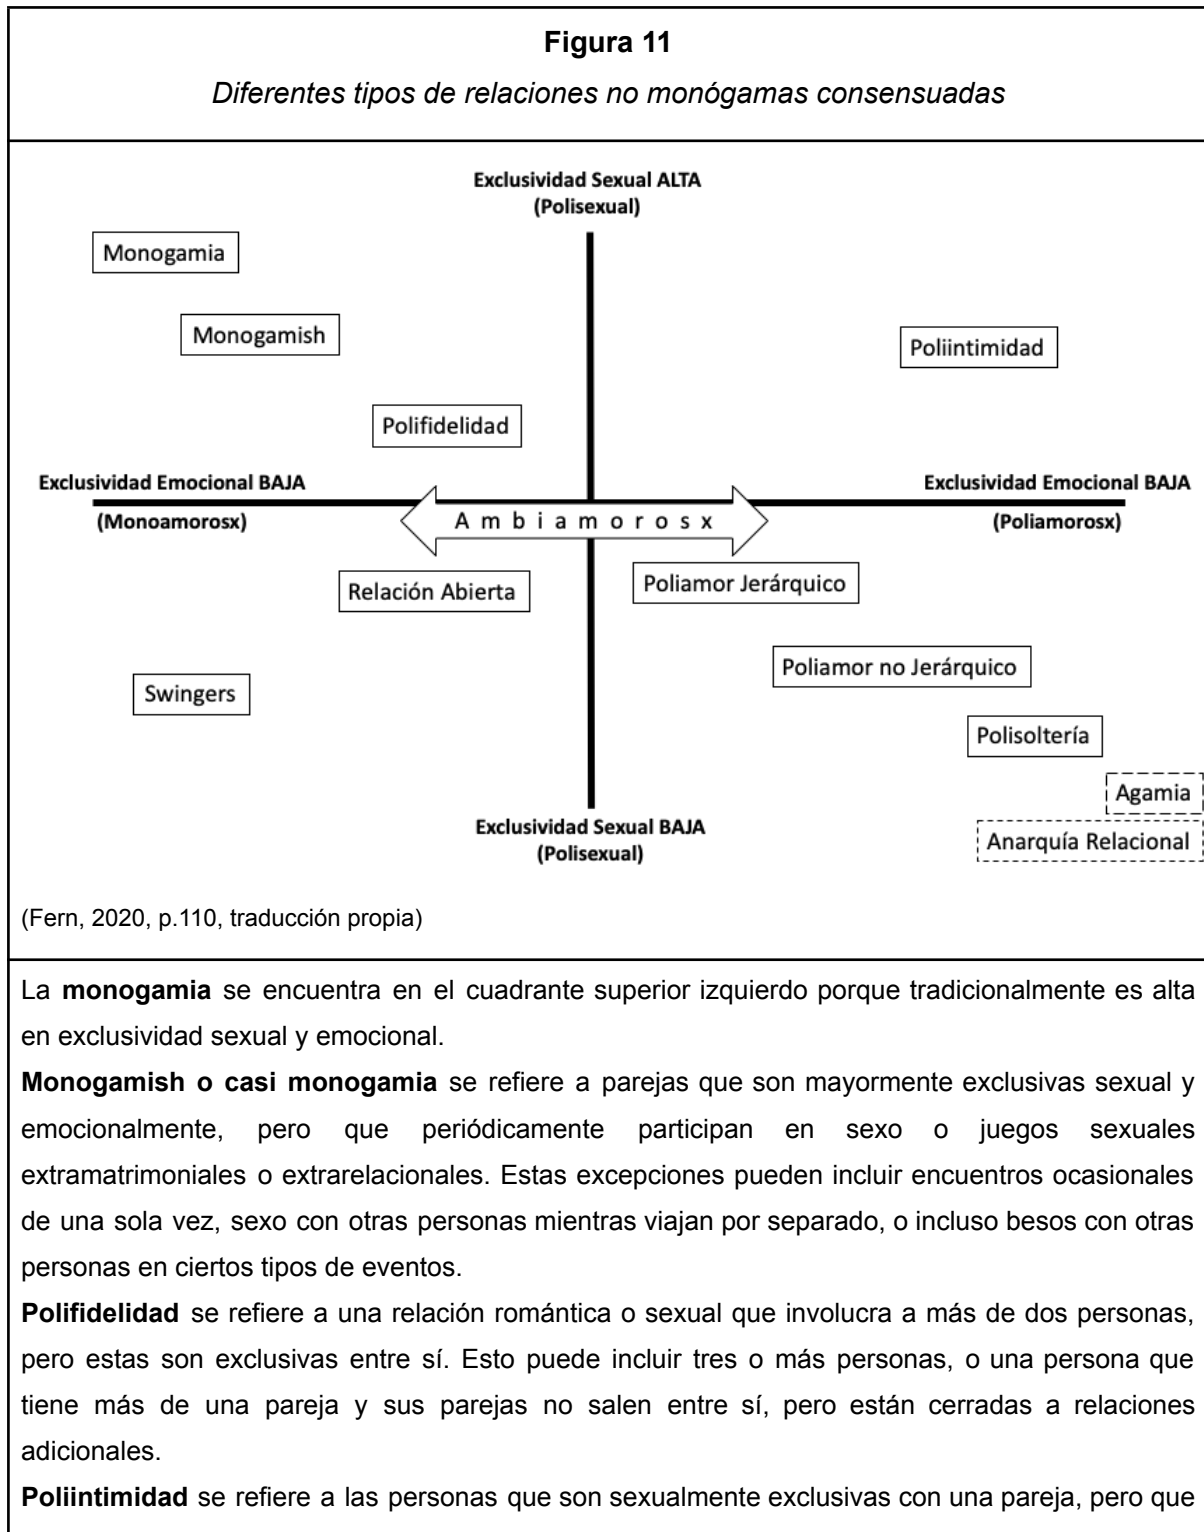 Figura 11
Diferentes tipos de relaciones no monógamas consensuadas
Exclusividad Sexual ALTA
(Polisexual)
Monogamia
Monogamish
Poliintimidad
Polifidelidad
Exclusividad Emocional BAJA
Exclusividad Emocional BAJA
(Monoamorosx)
Ambiamorosx
(Poliamorosx)
Relación Abierta
Poliamor Jerárquico
Poliamor no Jerárquico
Swingers
Polisoltería
Agamia
Exclusividad Sexual BAJA
(Polisexual)
Anarquía Relacional
(Fern, 2020, p.110, traducción propia)
La monogamia se encuentra en el cuadrante superior izquierdo porque tradicionalmente es alta
en exclusividad sexual y emocional.
Monogamish o casi monogamia se refiere a parejas que son mayormente exclusivas sexual y
emocionalmente, pero que periódicamente participan en sexo o juegos sexuales
extramatrimoniales o extrarelacionales. Estas excepciones pueden incluir encuentros ocasionales
de una sola vez, sexo con otras personas mientras viajan por separado, o incluso besos con otras
personas en ciertos tipos de eventos.
Polifidelidad se refiere a una relación romántica o sexual que involucra a más de dos personas,
pero estas son exclusivas entre sí. Esto puede incluir tres o más personas, o una persona que
tiene más de una pareja y sus parejas no salen entre sí, pero están cerradas a relaciones
adicionales.
Poliintimidad se refiere a las personas que son sexualmente exclusivas con una pareja, pero que